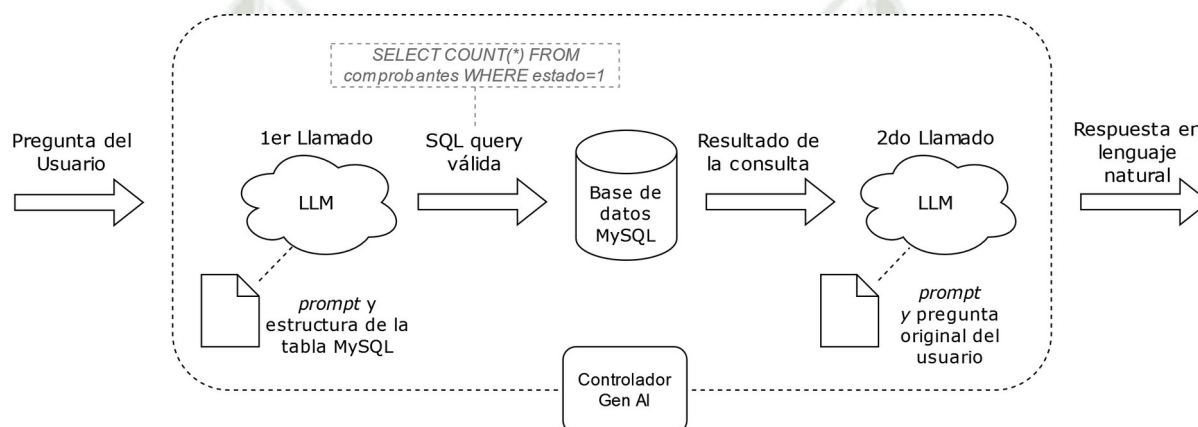 SELECT COUNT(*) FROM
comprobantes WHERE estado=1
Pregunta del
Usuario
1er Llamado
LLM
SQL query
válida
Base de
datos
MySQL
Resultado de
la consulta
2do Llamado
LLM
Respuesta en
lenguaje
natural
prompt y
estructura de la
tabla MySQL
prompt
y pregunta
original del
usuario
Controlador
Gen AI